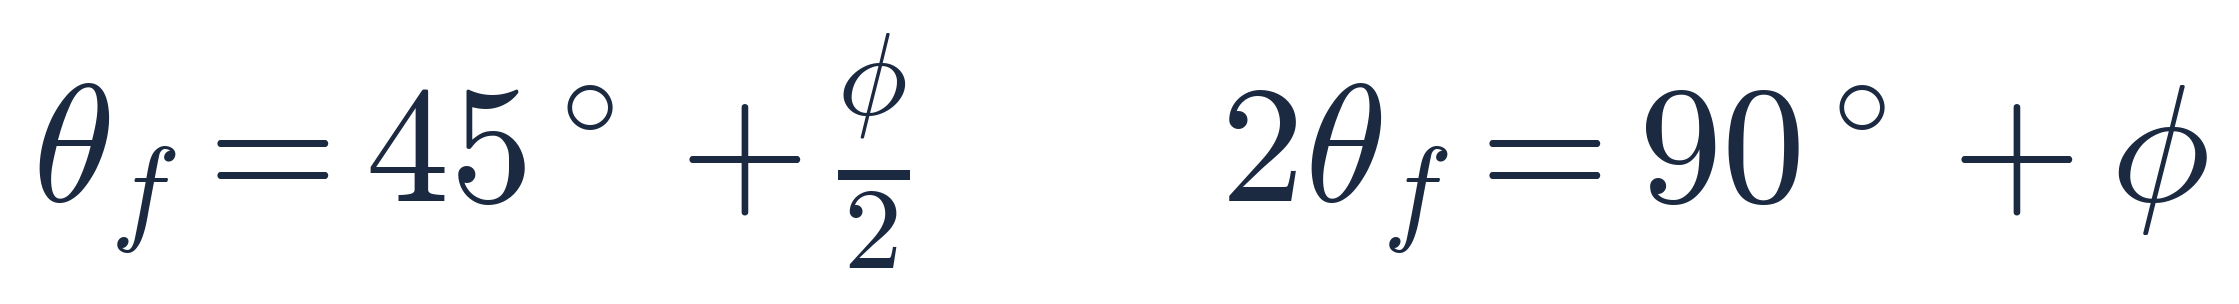 θ_f = 45° + ϕ/2    2θ_f = 90° + ϕ